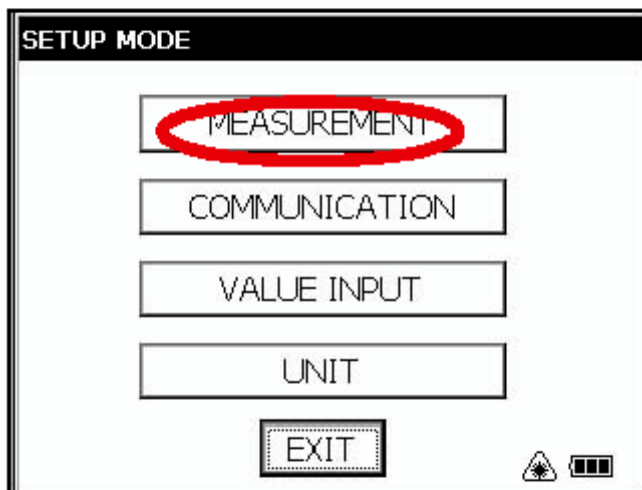 SETUP MODE
MEASUREMENT
COMMUNICATION
VALUE INPUT
UNIT
EXIT